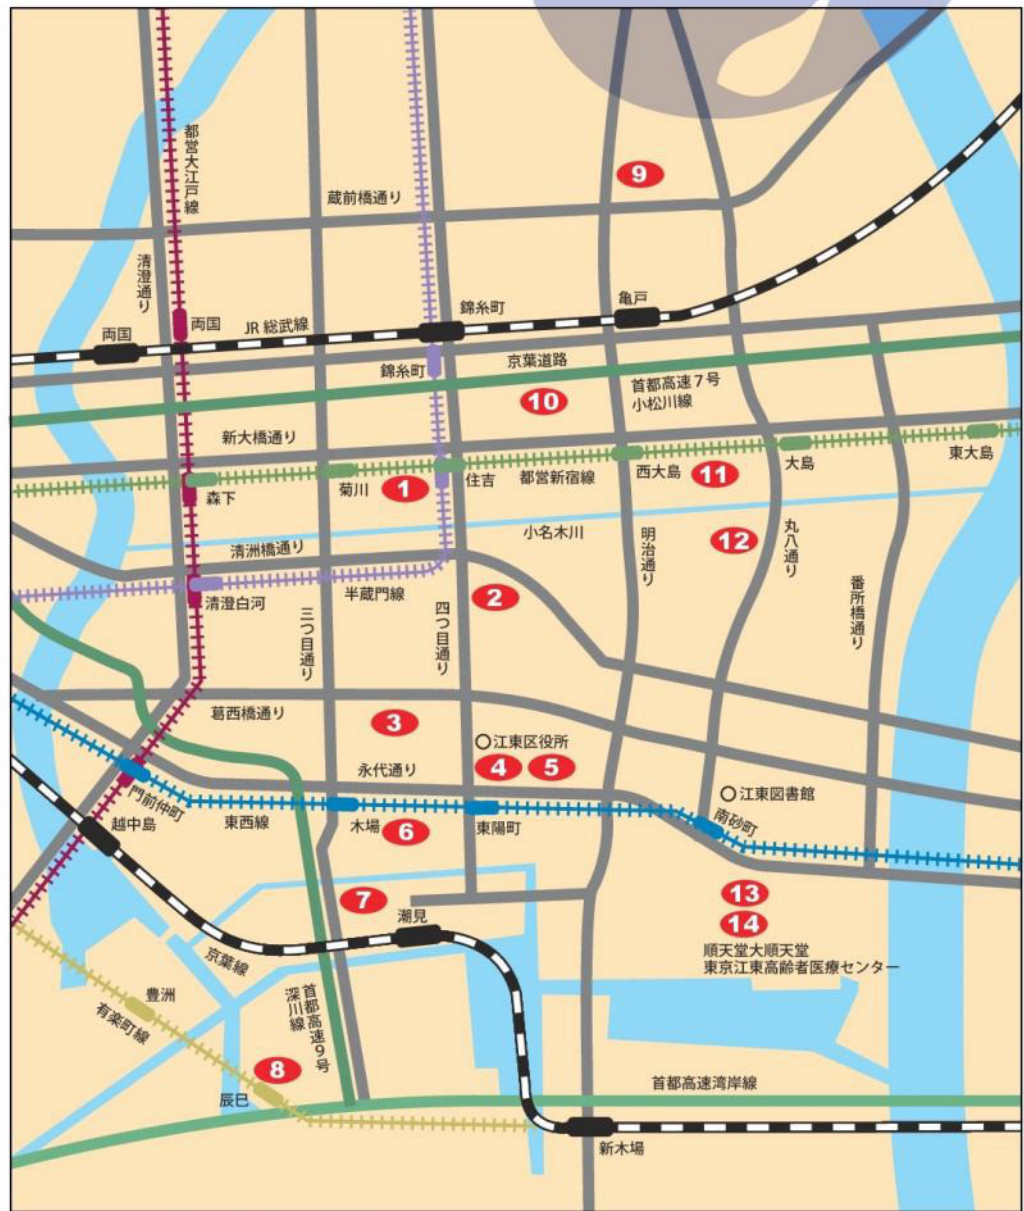 都営大江戸線
9
蔵前橋通り
清澄通り
錦糸町
亀戸
両国
両国
JR 総武線
錦糸町
京葉道路
首都高速7号
小松川線
10
新大橋通り
森下
菊川
1
住吉
都営新宿線
西大島
11
大島
東大島
小名木川
清洲橋通り
明治通り
12
丸八通り
番所橋通り
清澄白河
半蔵門線
三つ目通り
四つ目通り
2
葛西橋通り
3
江東区役所
4
5
永代通り
門前仲町
越中島
東西線
木場
6
東陽町
江東図書館
南砂町
7
潮見
13
14
順天堂大順天堂
東京江東高齢者医療センター
京葉線
豊洲
有楽町線
首都高速9号
深川線
8
辰巳
首都高速湾岸線
新木場